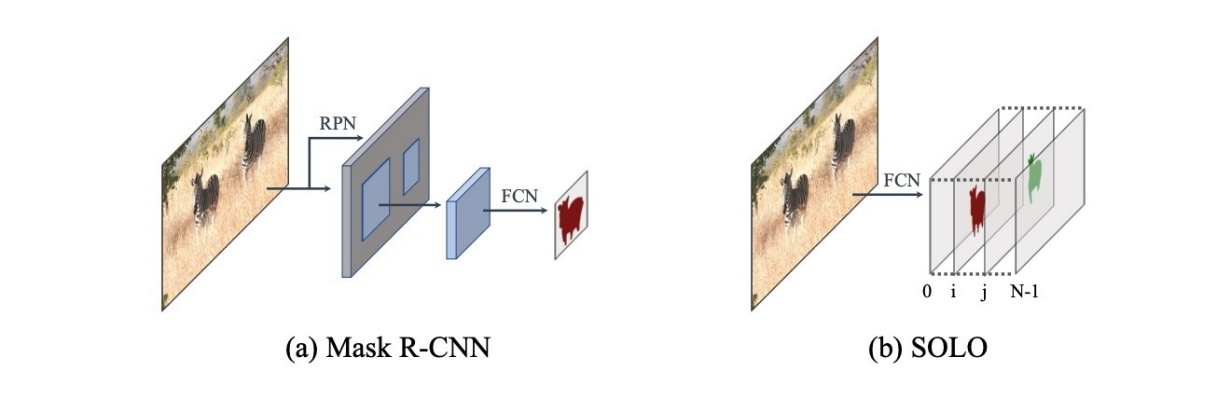 RPN
FCN
FCN
0 i j N-1
(a) Mask R-CNN
(b) SOLO